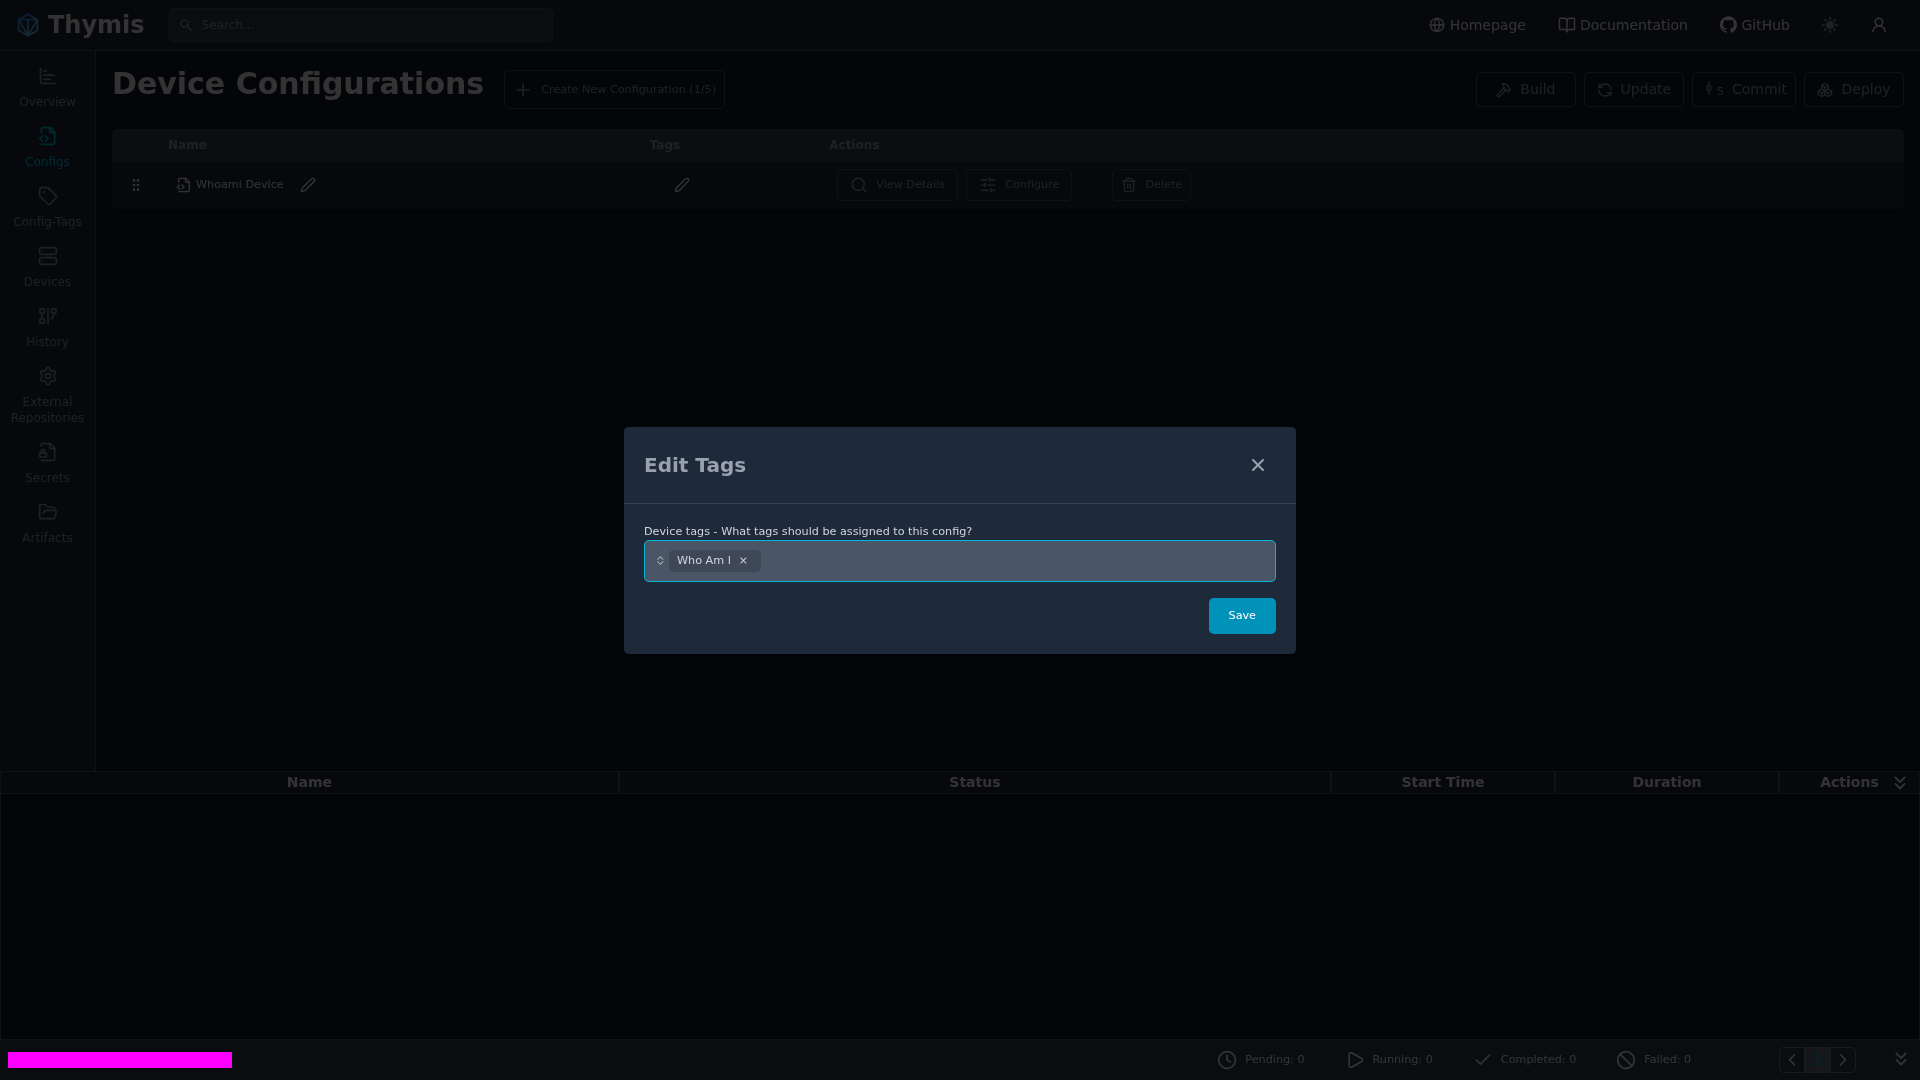 Thymis
Search...
Homepage
Documentation
GitHub
Overview
Configs
Config-Tags
Devices
History
External
Repositories
Secrets
Artifacts
Device Configurations
Create New Configuration (1/5)
Build
Update
5 Commit
Deploy
Name Tags Actions
Whoami Device
View Details
Configure
Delete
Edit Tags
Device tags - What tags should be assigned to this config?
Who Am I
Save
Name Status Start Time Duration Actions
Pending: 0
Running: 0
Completed: 0
Failed: 0